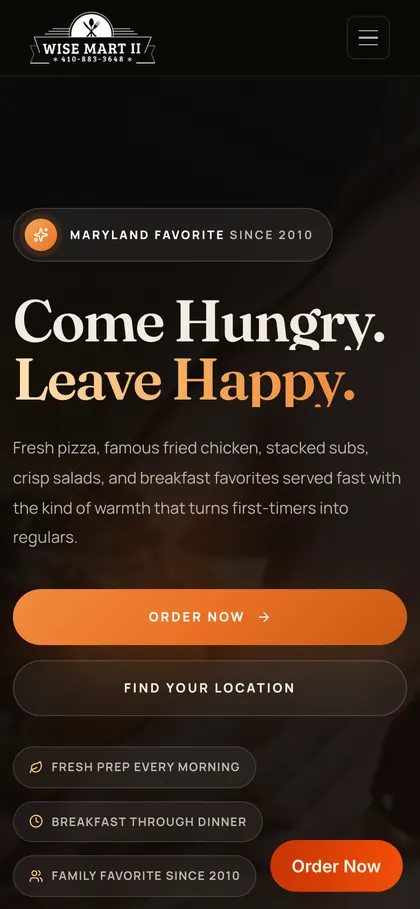 WISE MART II
* 410-883-3648 *
MARYLAND FAVORITE SINCE 2010
Come Hungry.
Leave Happy.
Fresh pizza, famous fried chicken, stacked subs,
crisp salads, and breakfast favorites served fast with
the kind of warmth that turns first-timers into
regulars.
ORDER NOW →
FIND YOUR LOCATION
FRESH PREP EVERY MORNING
BREAKFAST THROUGH DINNER
FAMILY FAVORITE SINCE 2010
Order Now